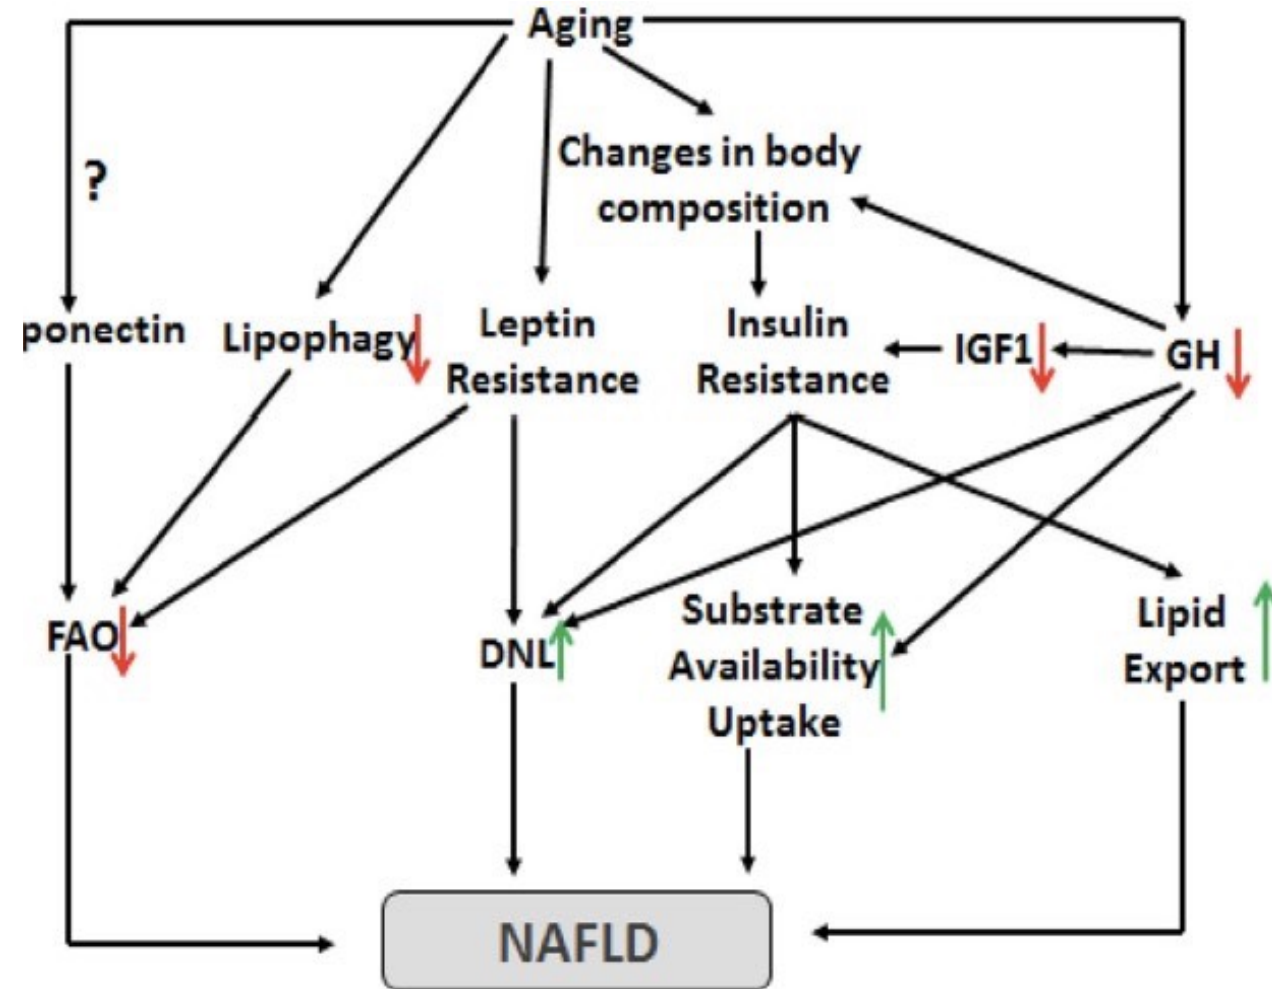 Aging
?
Changes in body
composition
ponectin
Lipophagy
Leptin
Resistance
Insulin
Resistance
IGF1
GH
FAO
DNL
Substrate
Availability
Uptake
Lipid
Export
NAFLD